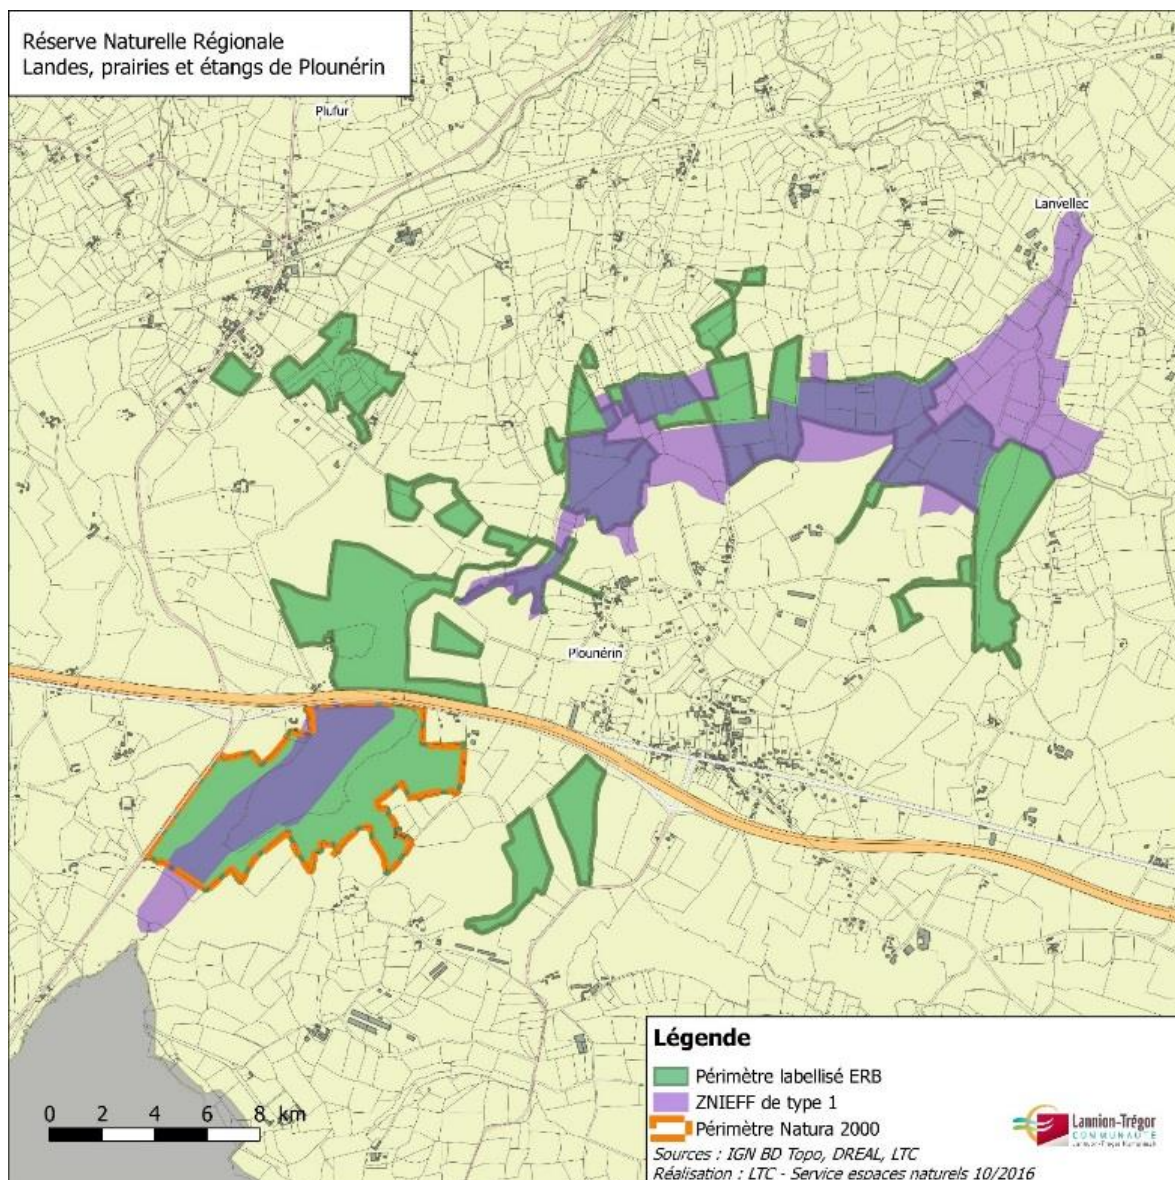 Réserve Naturelle Régionale
Landes, prairies et étangs de Plounérin
Plufur
Lanvellec
Plounérin
Légende
Périmètre labellisé ERB
ZNIEFF de type 1
Périmètre Natura 2000
Sources : IGN BD Topo, DREAL, LTC
Réalisation : LTC - Service espaces naturels 10/2016
0 2 4 6 8 km
Lannion-Trégor
COMMUNAUTÉ